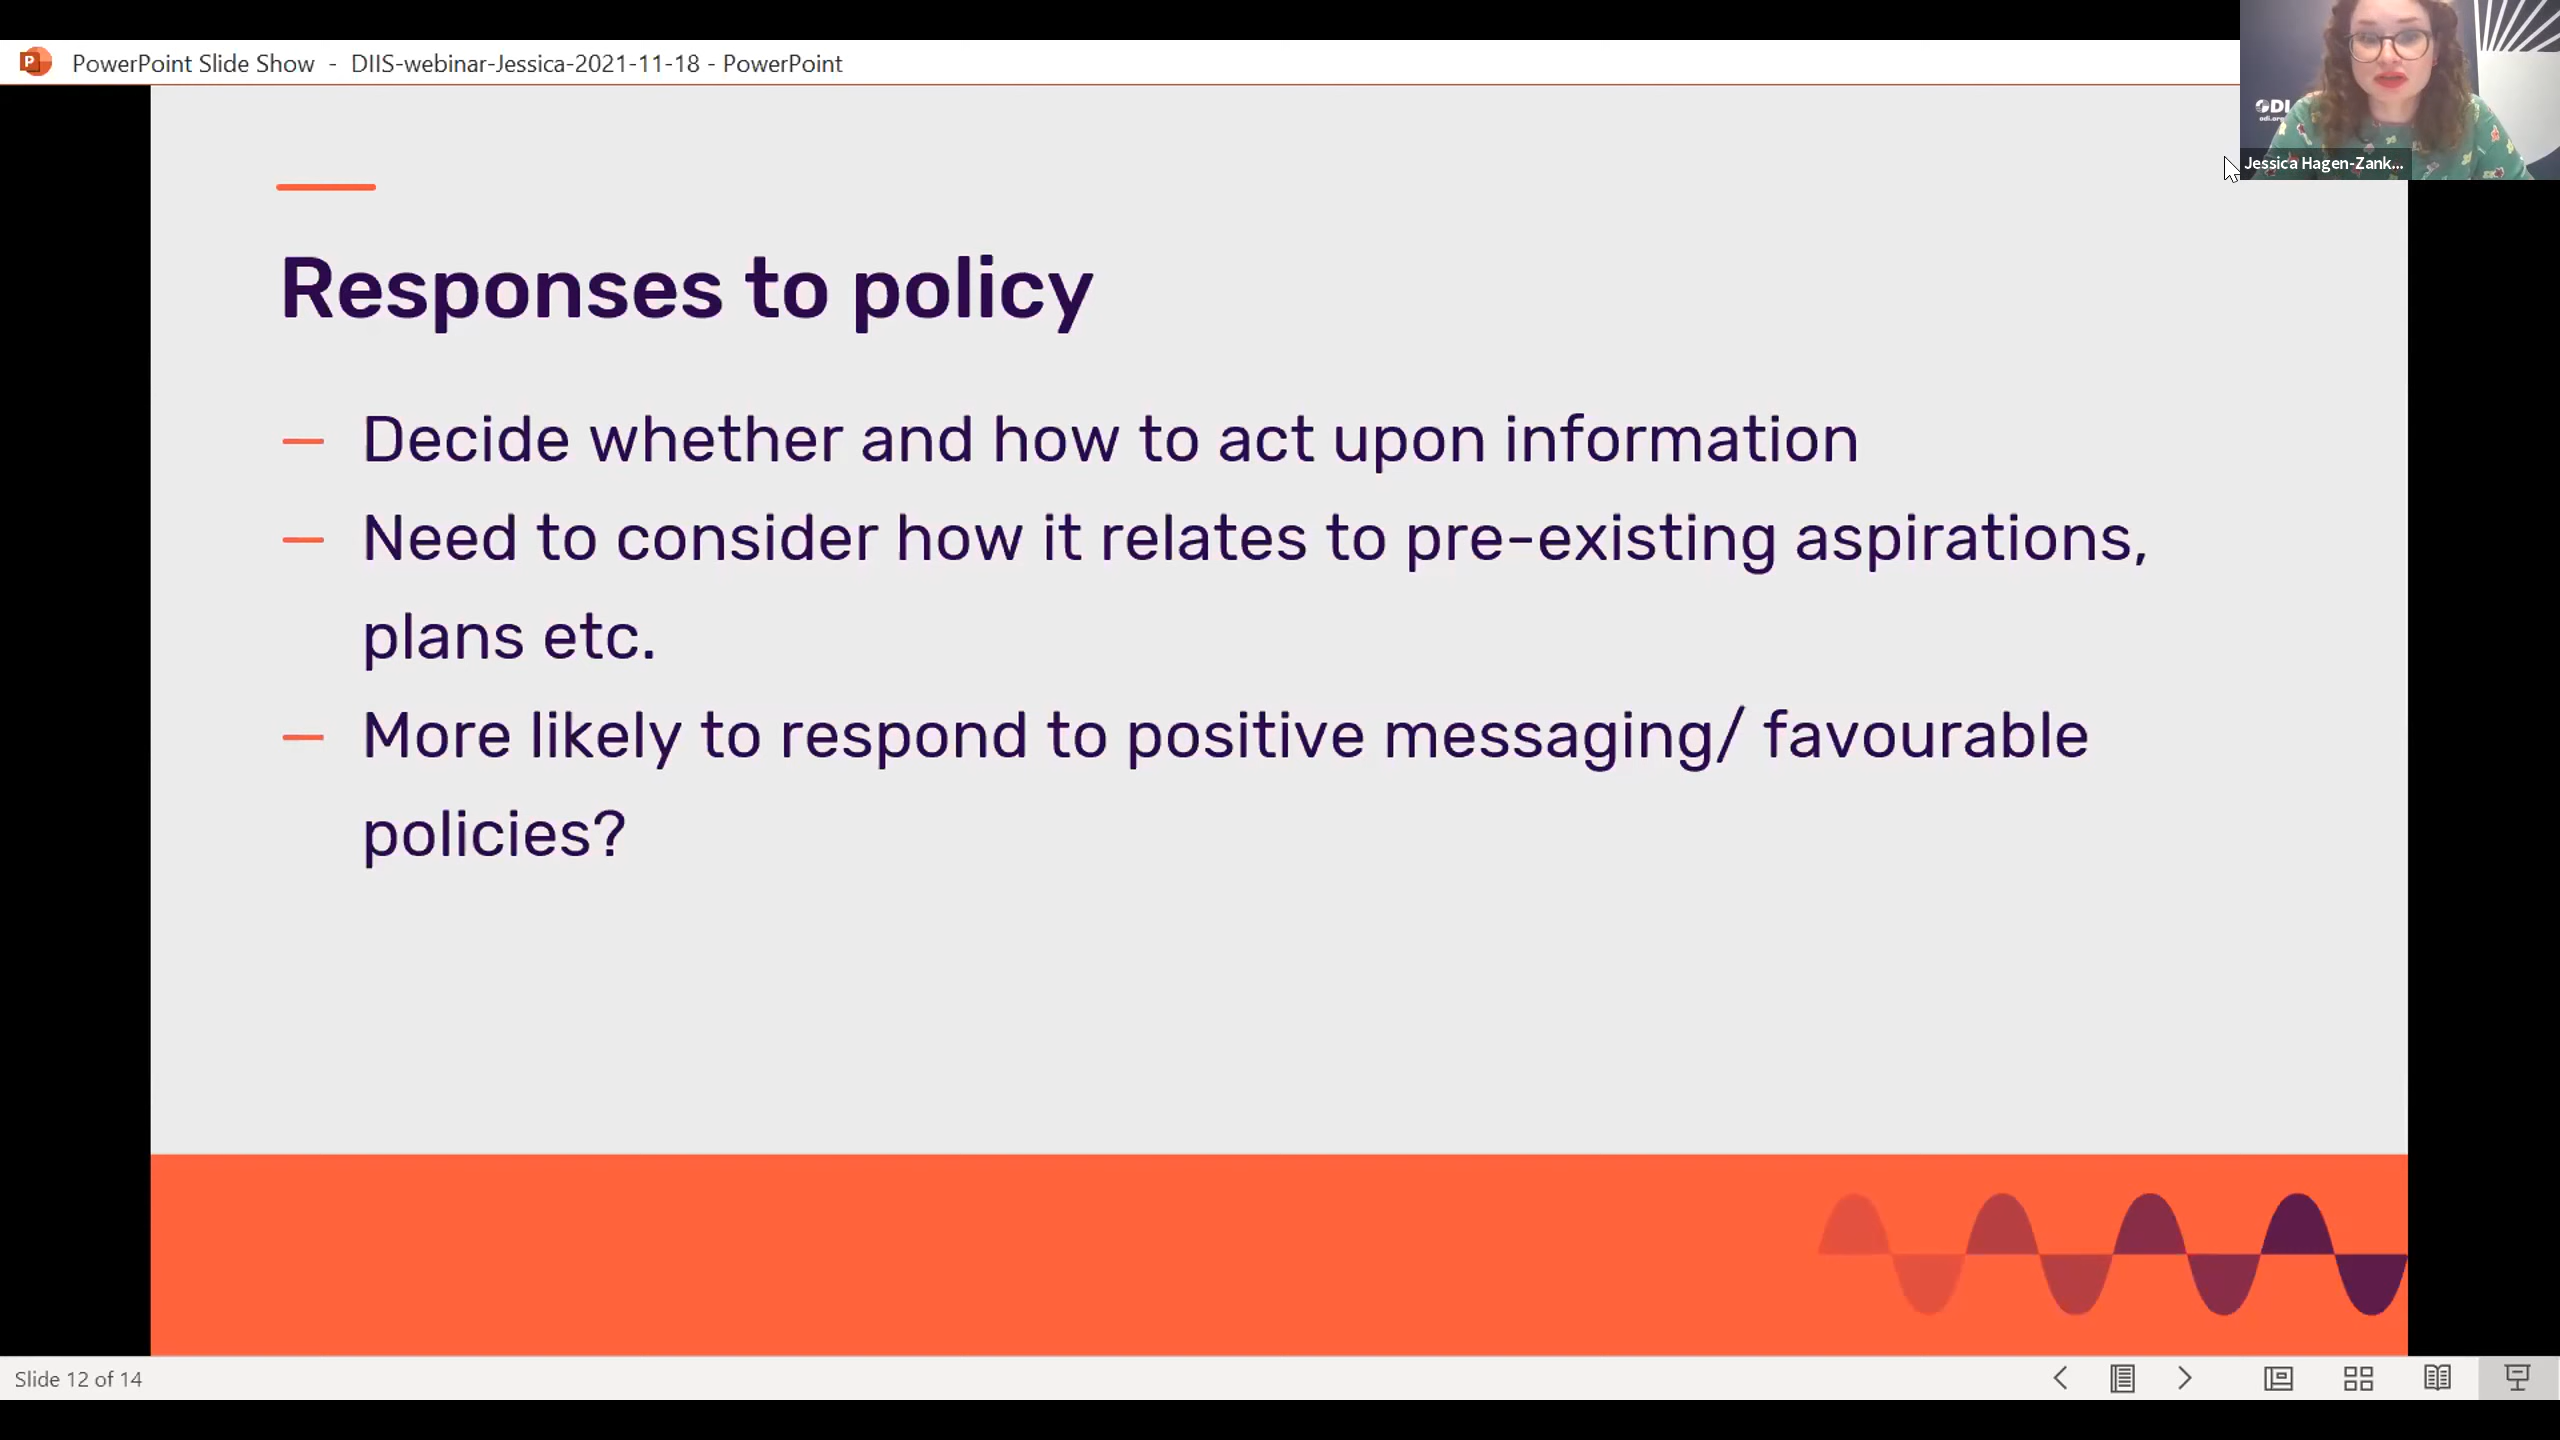 PowerPoint Slide Show - DIIS-webinar-Jessica-2021-11-18 - PowerPoint
ODI
Jessica Hagen-Zank...
Responses to policy
— Decide whether and how to act upon information
— Need to consider how it relates to pre-existing aspirations,
plans etc.
— More likely to respond to positive messaging/ favourable
policies?
Slide 12 of 14